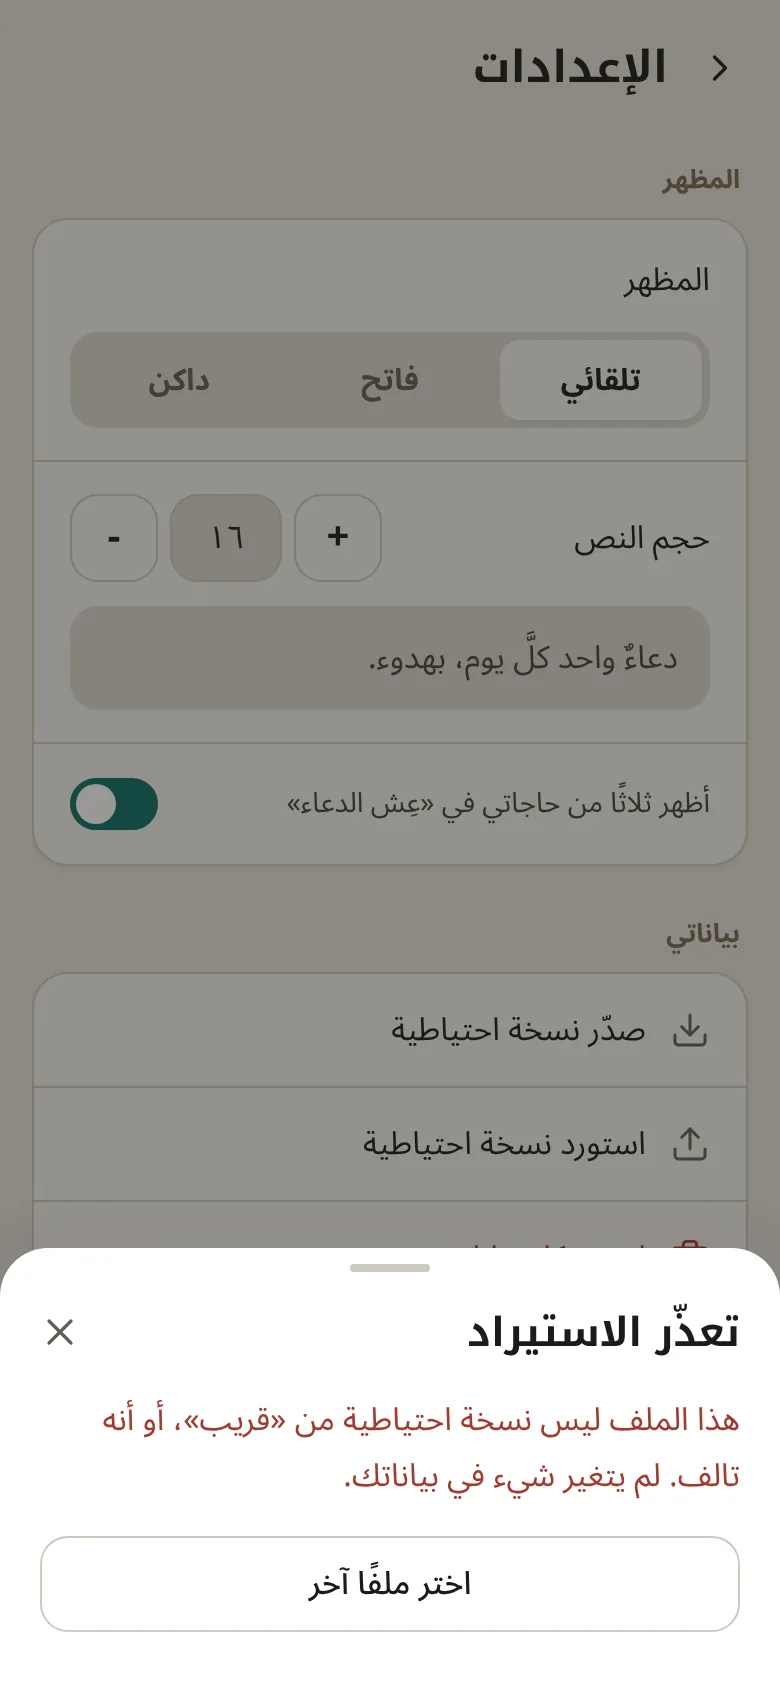 الإعدادات
المظهر
المظهر
تلقائي
فاتح
داكن
حجم النص
+
١٦
-
دعاءٌ واحد كلَّ يوم، بهدوء.
أظهر ثلاثًا من حاجاتي في «عِش الدعاء»
بياناتي
صدّر نسخة احتياطية
استورد نسخة احتياطية
تعذّر الاستيراد
هذا الملف ليس نسخة احتياطية من «قريب»، أو أنه
تالف. لم يتغير شيء في بياناتك.
اختر ملفًا آخر